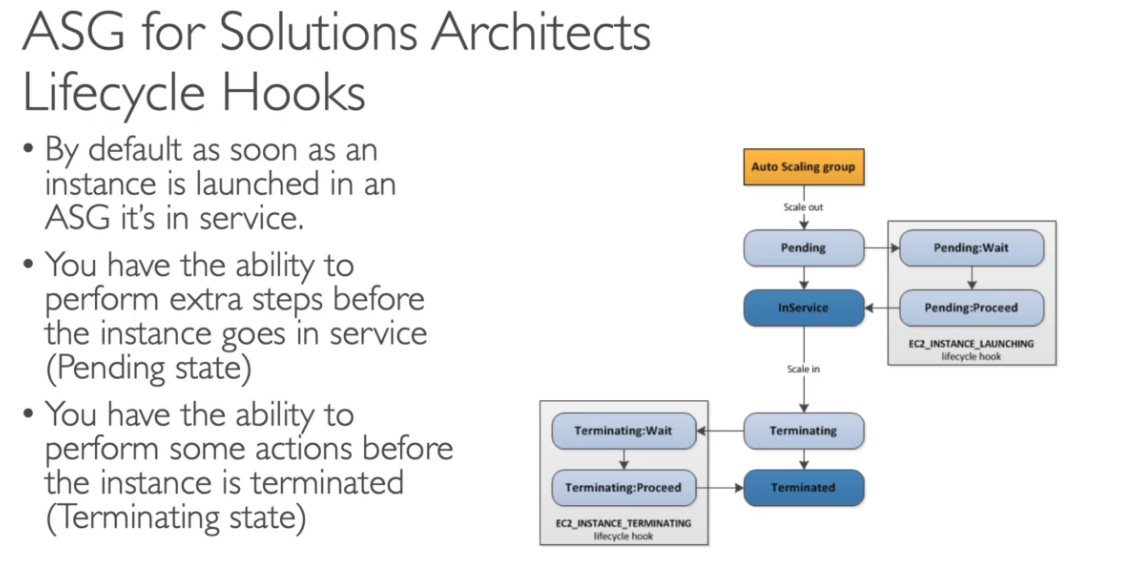 ASG for Solutions Architects
Lifecycle Hooks
• By default as soon as an
instance is launched in an
ASG it's in service.
• You have the ability to
perform extra steps before
the instance goes in service
(Pending state)
• You have the ability to
perform some actions before
the instance is terminated
(Terminating state)
Auto Scaling group
Scale out
Pending
Pending:Wait
InService
Pending:Proceed
EC2_INSTANCE_LAUNCHING
lifecycle hook
Scale in
Terminating:Wait
Terminating
Terminating:Proceed
Terminated
EC2_INSTANCE_TERMINATING
lifecycle hook